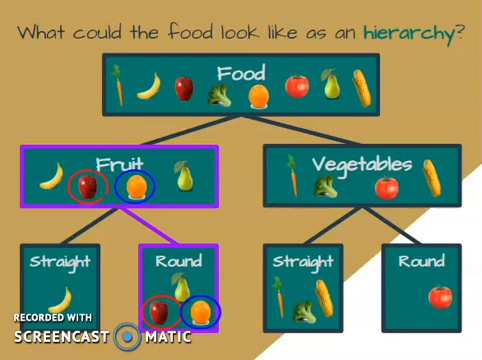 What could the food look like as an hierarchy?
Food
Fruit
Vegetables
Straight
Round
Straight
Round
RECORDED WITH
SCREENCAST MATIC